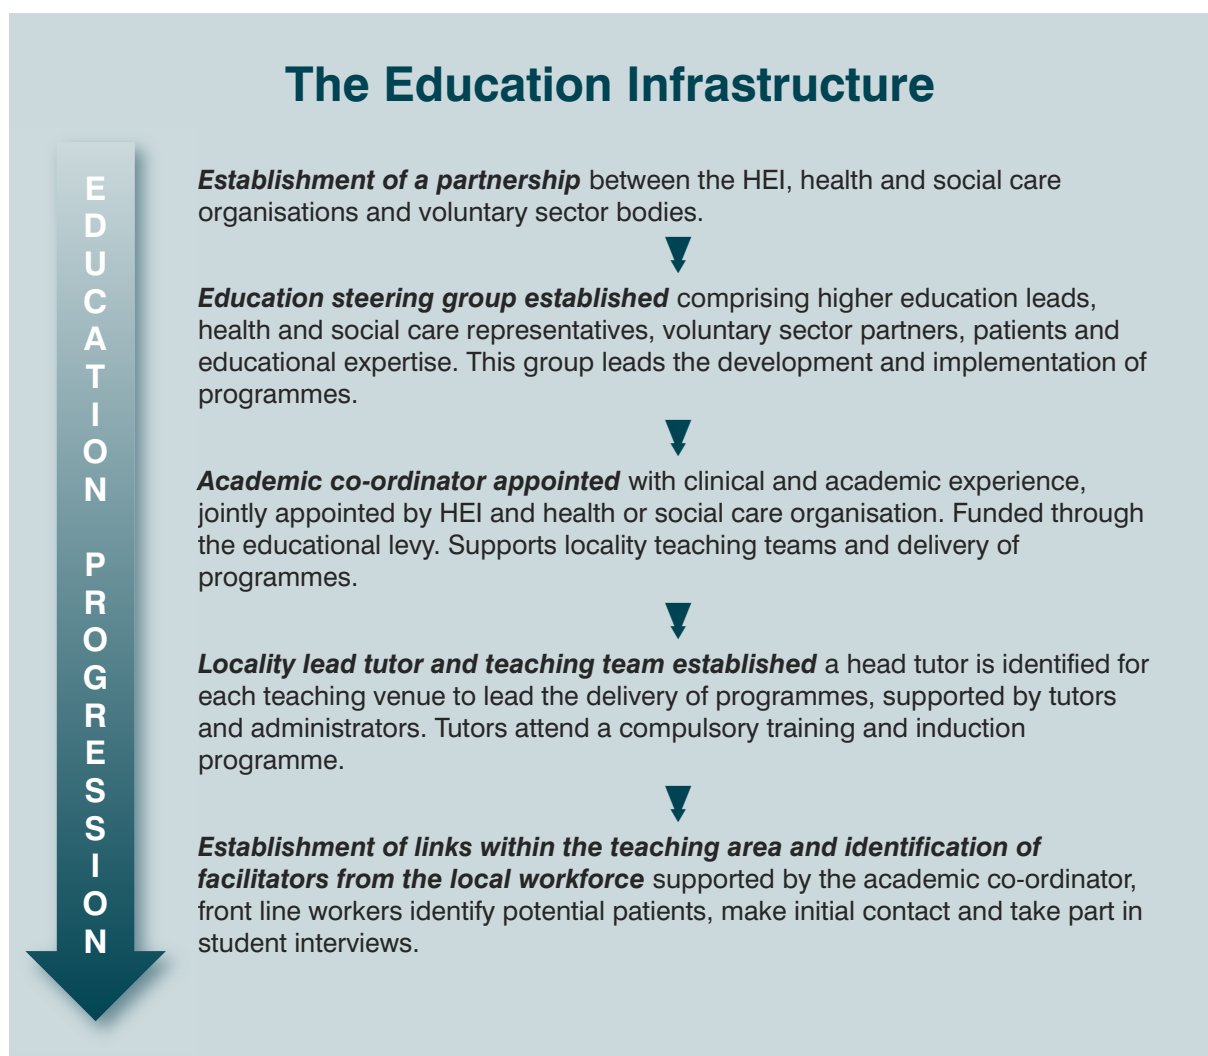 The Education Infrastructure
EDUCATION PROGRESSION
Establishment of a partnership between the HEI, health and social care
organisations and voluntary sector bodies.
Education steering group established comprising higher education leads,
health and social care representatives, voluntary sector partners, patients and
educational expertise. This group leads the development and implementation of
programmes.
Academic co-ordinator appointed with clinical and academic experience,
jointly appointed by HEI and health or social care organisation. Funded through
the educational levy. Supports locality teaching teams and delivery of
programmes.
Locality lead tutor and teaching team established a head tutor is identified for
each teaching venue to lead the delivery of programmes, supported by tutors
and administrators. Tutors attend a compulsory training and induction
programme.
Establishment of links within the teaching area and identification of
facilitators from the local workforce supported by the academic co-ordinator,
front line workers identify potential patients, make initial contact and take part in
student interviews.